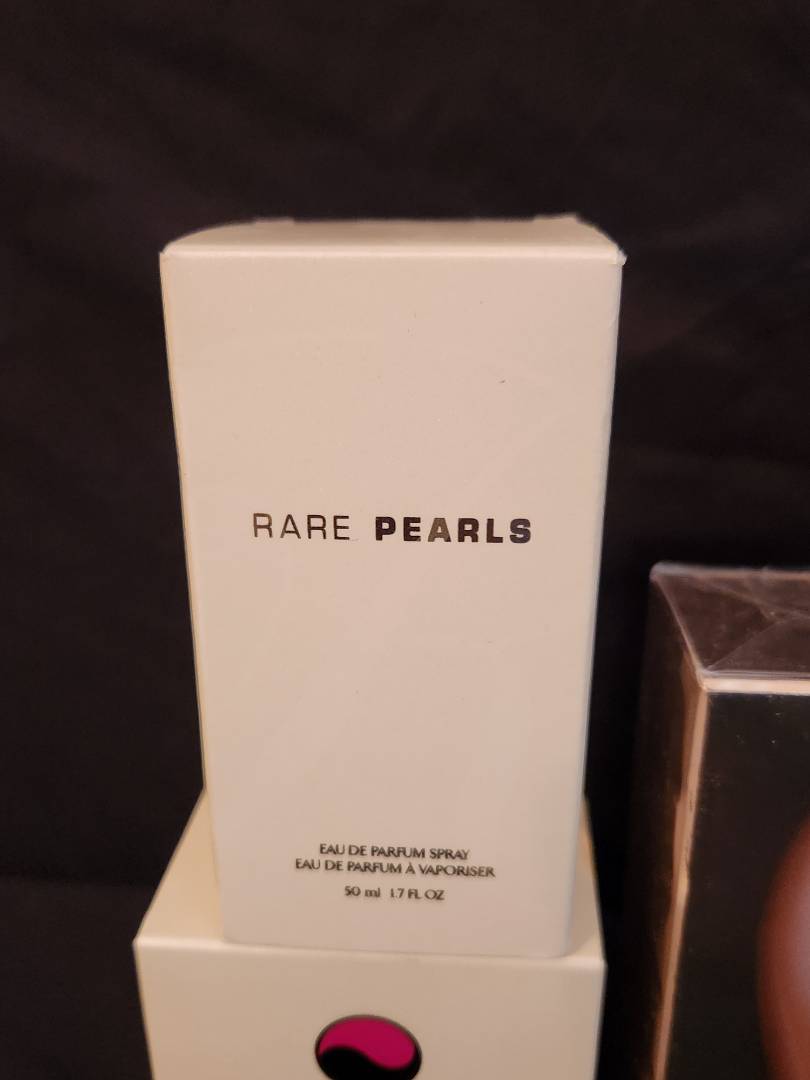 RARE PEARLS
EAU DE PARFUM SPRAY
EAU DE PARFUM À VAPORISER
50 ml 1.7 FL OZ